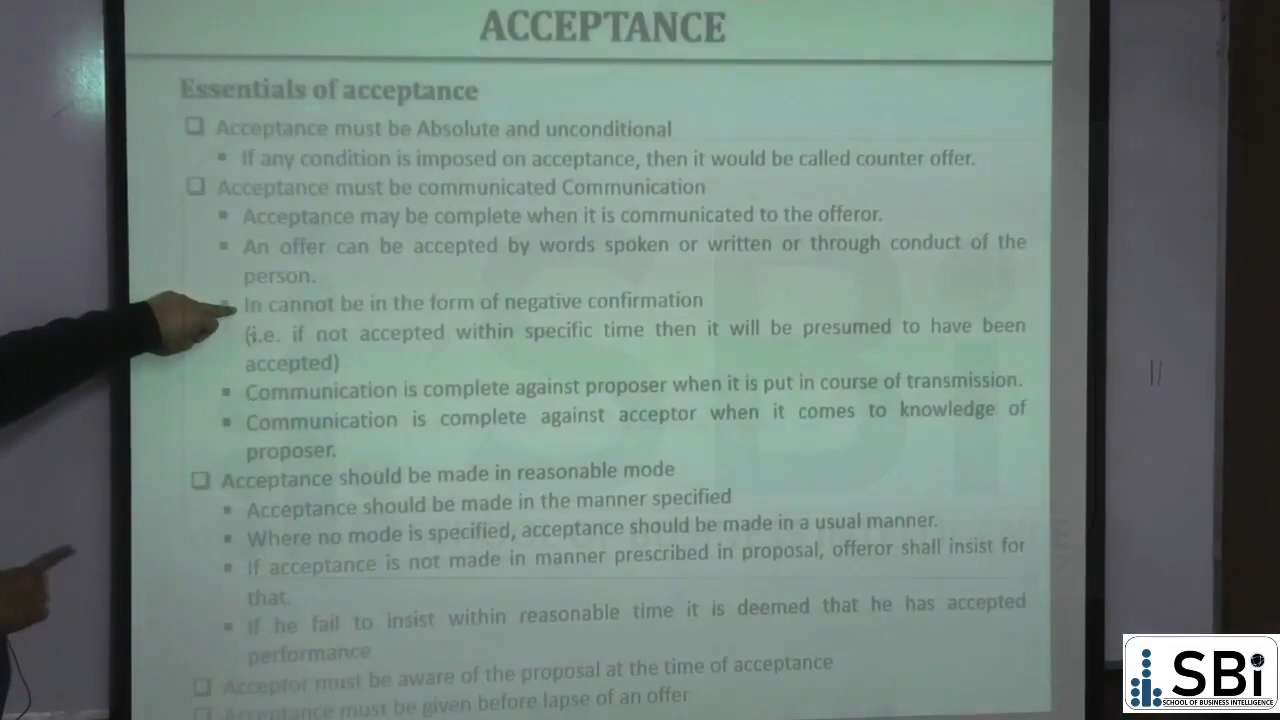 ACCEPTANCE
Essentials of acceptance
Acceptance must be Absolute and unconditional
If any condition is imposed on acceptance, then it would be called counter offer.
Acceptance must be communicated Communication
Acceptance may be complete when it is communicated to the offeror.
An offer can be accepted by words spoken or written or through conduct of the
person.
In cannot be in the form of negative confirmation
(i.e. if not accepted within specific time then it will be presumed to have been
accepted)
Communication is complete against proposer when it is put in course of transmission.
Communication is complete against acceptor when it comes to knowledge of
proposer.
Acceptance should be made in reasonable mode
Acceptance should be made in the manner specified
Where no mode is specified, acceptance should be made in a usual manner.
If acceptance is not made in manner prescribed in proposal, offeror shall insist for
that.
If he fail to insist within reasonable time it is deemed that he has accepted
performance
Acceptor must be aware of the proposal at the time of acceptance
Acceptance must be given before lapse of an offer
SBi
SCHOOL OF BUSINESS INTELLIGENCE